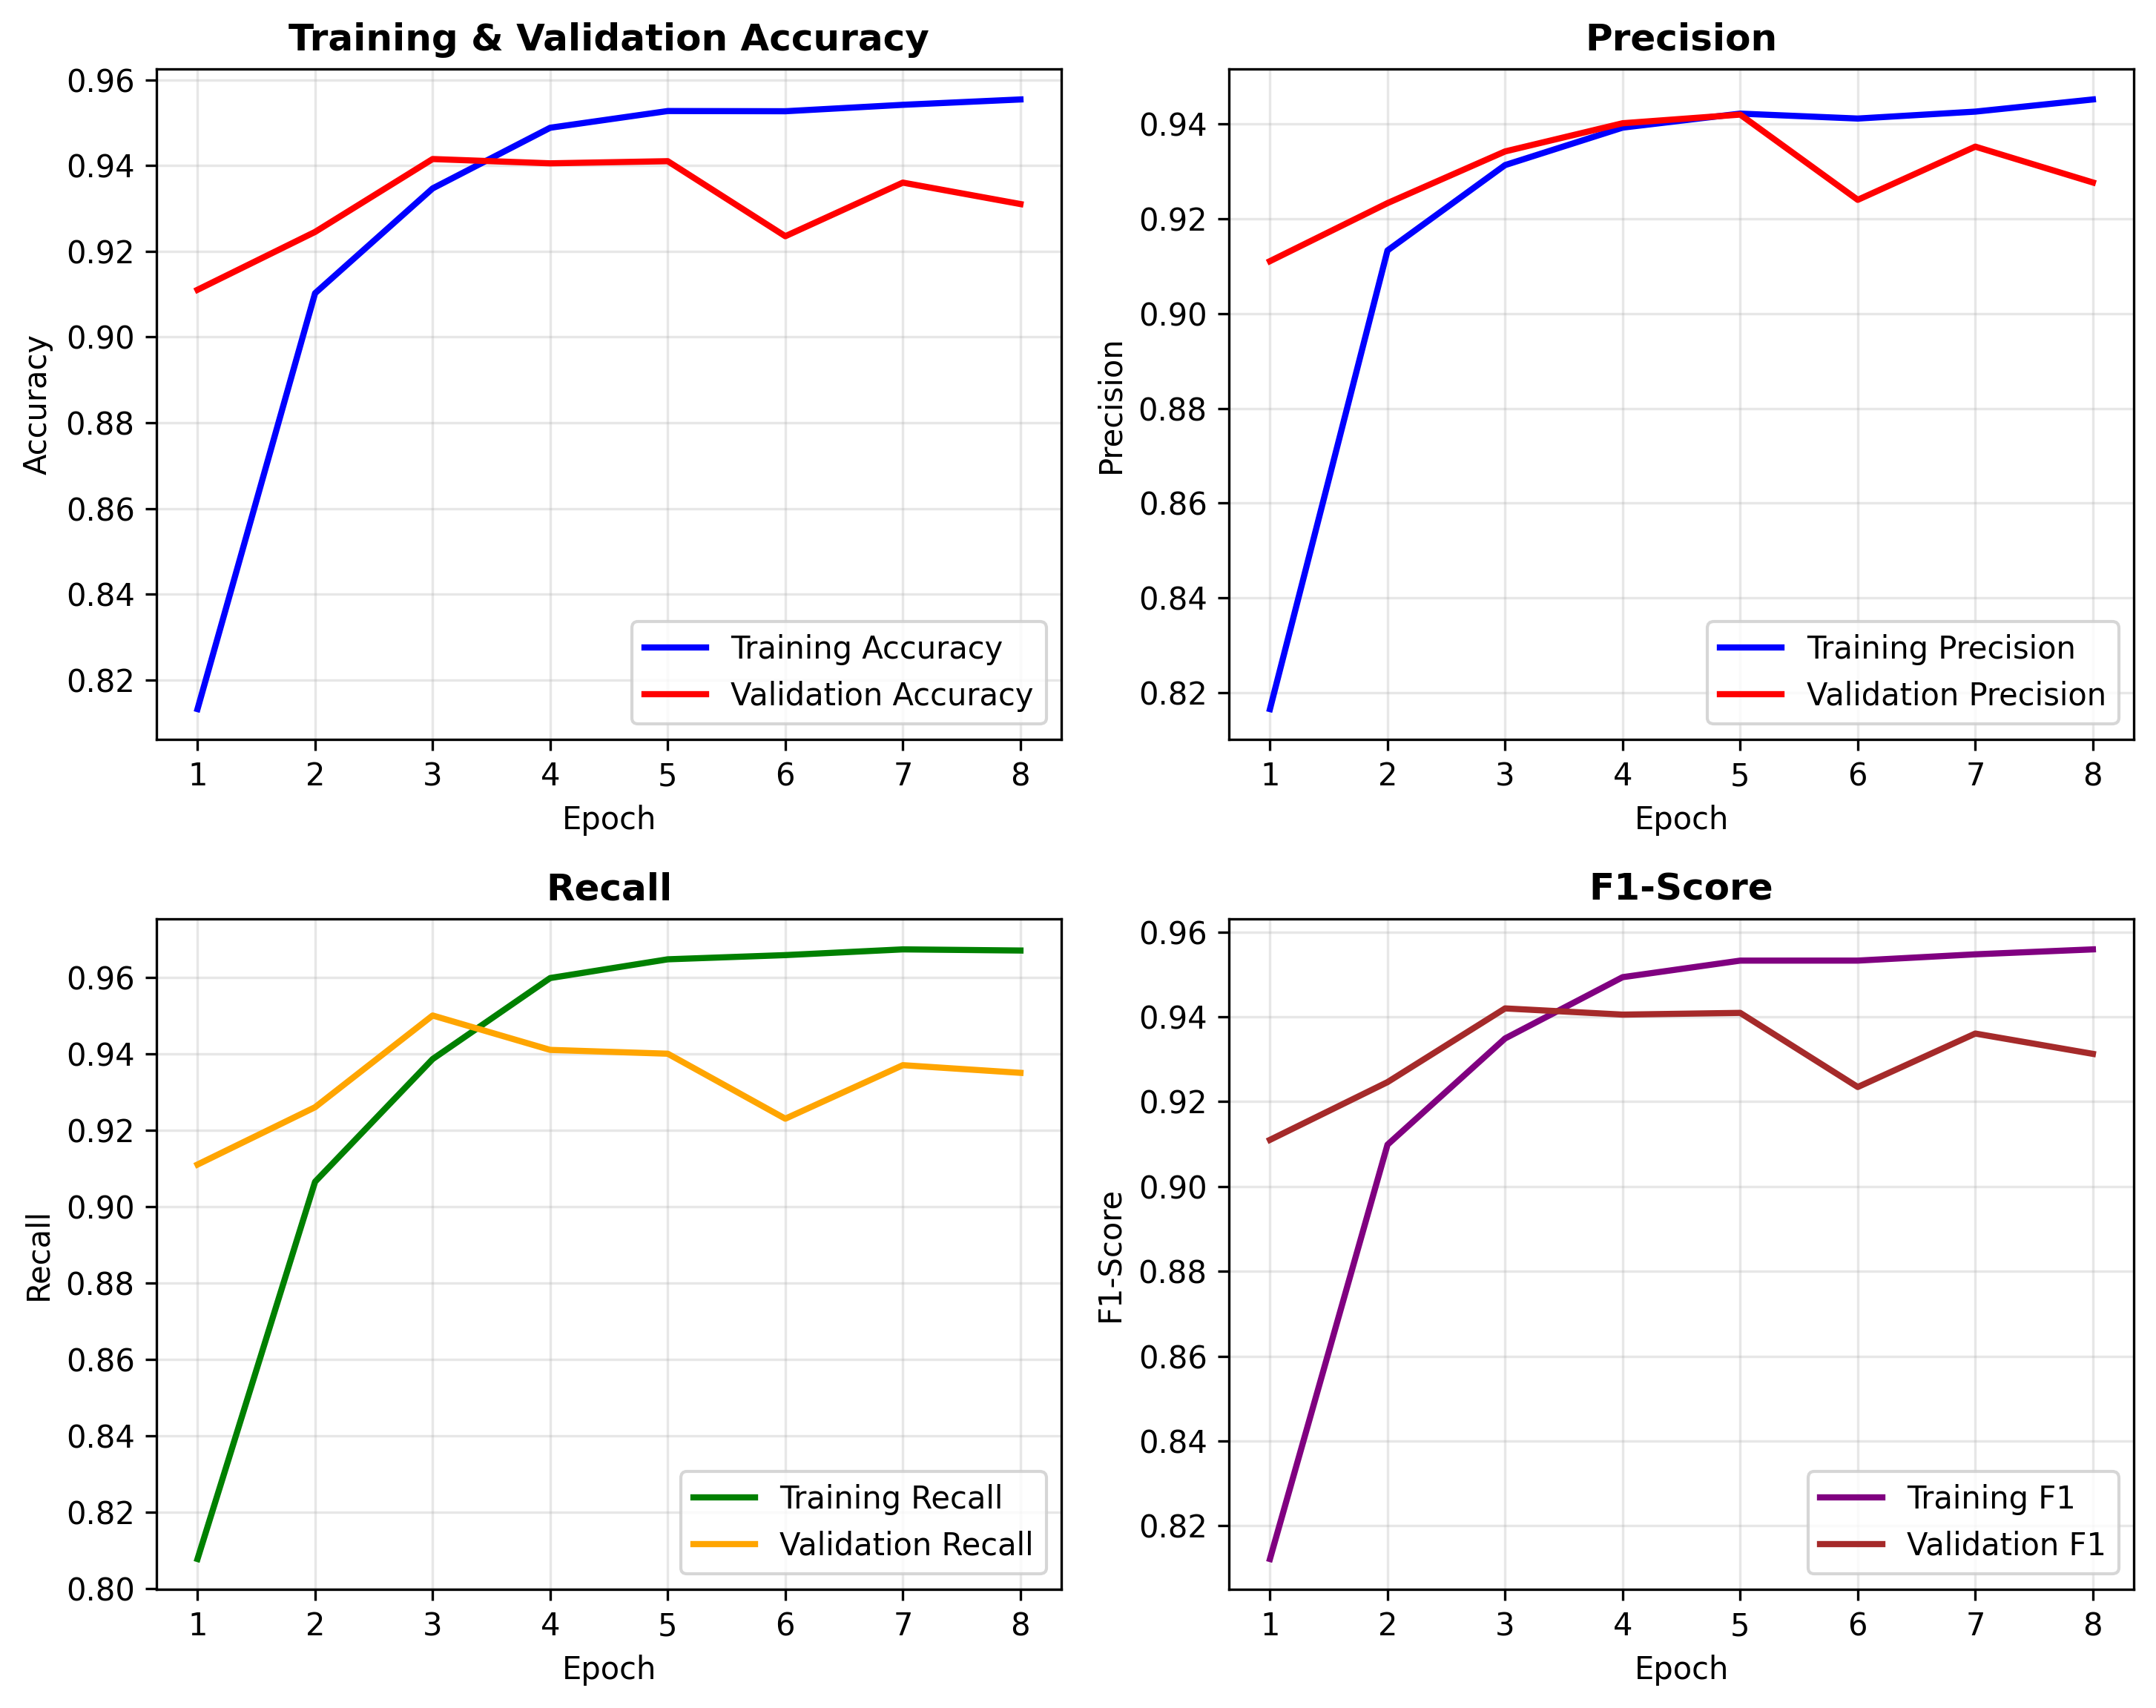 Training & Validation Accuracy
0.96
0.94
0.92
0.90
0.88
0.86
0.84
0.82
Accuracy
Training Accuracy
Validation Accuracy
1 2 3 4 5 6 7 8
Epoch
Precision
0.94
0.92
0.90
0.88
0.86
0.84
0.82
Precision
Training Precision
Validation Precision
1 2 3 4 5 6 7 8
Epoch
Recall
0.96
0.94
0.92
0.90
0.88
0.86
0.84
0.82
0.80
Recall
Training Recall
Validation Recall
1 2 3 4 5 6 7 8
Epoch
F1-Score
0.96
0.94
0.92
0.90
0.88
0.86
0.84
0.82
F1-Score
Training F1
Validation F1
1 2 3 4 5 6 7 8
Epoch